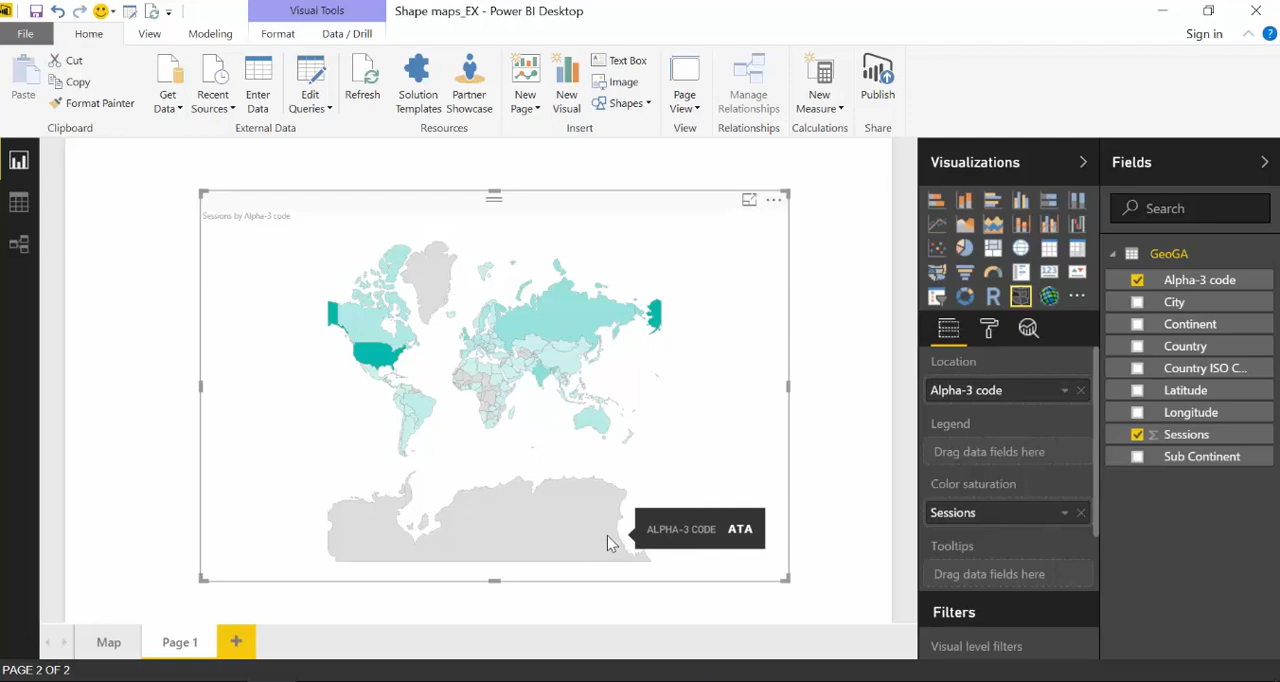 Visual Tools
Shape maps_EX - Power BI Desktop
File
Home
View
Modeling
Format
Data / Drill
Sign in
Paste
Cut
Copy
Format Painter
Clipboard
Get Data
Recent Sources
Enter Data
Edit Queries
External Data
Refresh
Solution Templates
Partner Showcase
Resources
New Page
New Visual
Text Box
Image
Shapes
Insert
Page View
View
Manage Relationships
Relationships
New Measure
Calculations
Publish
Share
Sessions by Alpha-3 code
ALPHA-3 CODE ATA
Visualizations
R
123
Location
Alpha-3 code
Legend
Drag data fields here
Color saturation
Sessions
Tooltips
Drag data fields here
Filters
Visual level filters
Fields
Search
GeoGA
Alpha-3 code
City
Continent
Country
Country ISO C...
Latitude
Longitude
Σ Sessions
Sub Continent
Map
Page 1
PAGE 2 OF 2